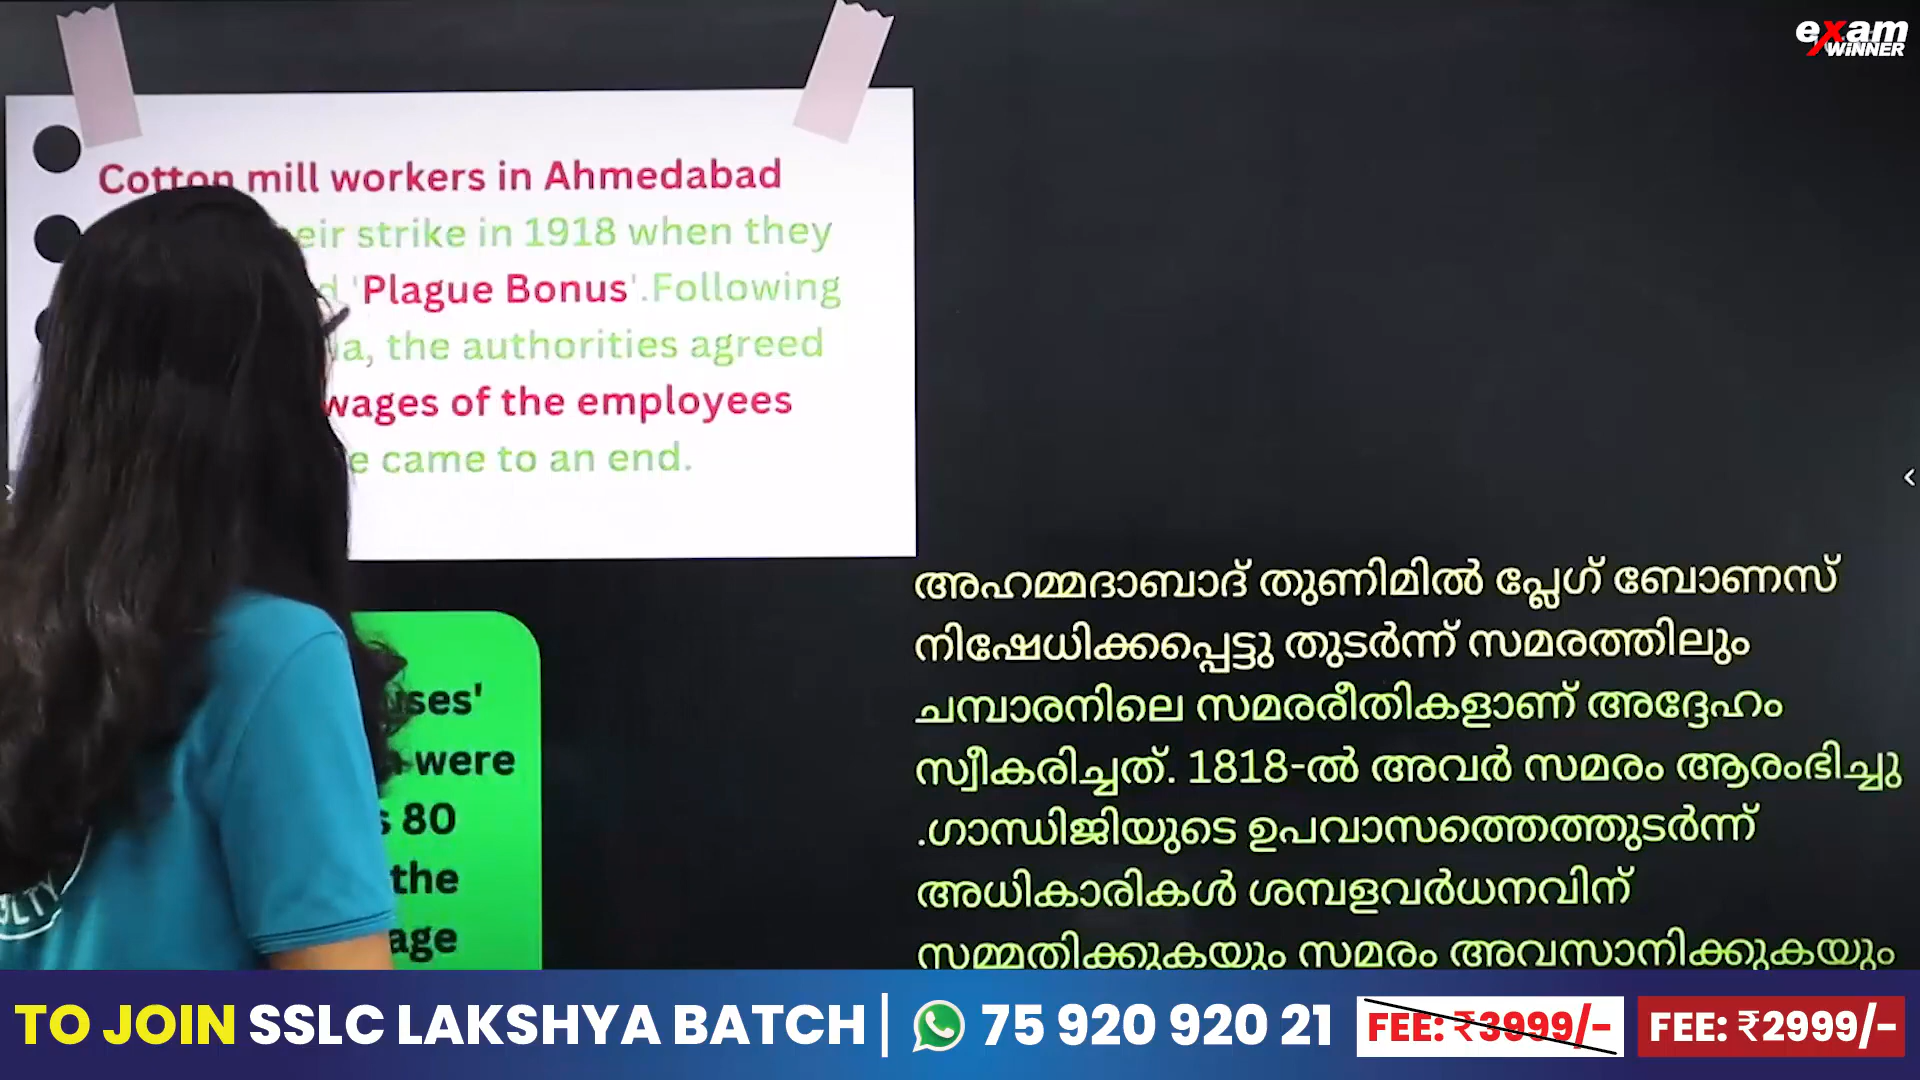 exam
WINNER
Cotton mill workers in Ahmedabad
strike in 1918 when they
'Plague Bonus'.Following
the authorities agreed
wages of the employees
came to an end.
were
80
the
അഹമ്മദാബാദ് തുണിമിൽ പ്ലേഗ് ബോണസ്
നിഷേധിക്കപ്പെട്ടു തുടർന്ന് സമരത്തിലും
ചമ്പാരനിലെ സമരരീതികളാണ് അദ്ദേഹം
സ്വീകരിച്ചത്. 1818-ൽ അവർ സമരം ആരംഭിച്ചു
.ഗാന്ധിജിയുടെ ഉപവാസത്തെത്തുടർന്ന്
അധികാരികൾ ശമ്പളവർധനവിന്
സമ്മതിക്കുകയും സമരം അവസാനിക്കുകയും
TO JOIN SSLC LAKSHYA BATCH | 75 920 920 21 FEE: ₹3999/- FEE: ₹2999/-